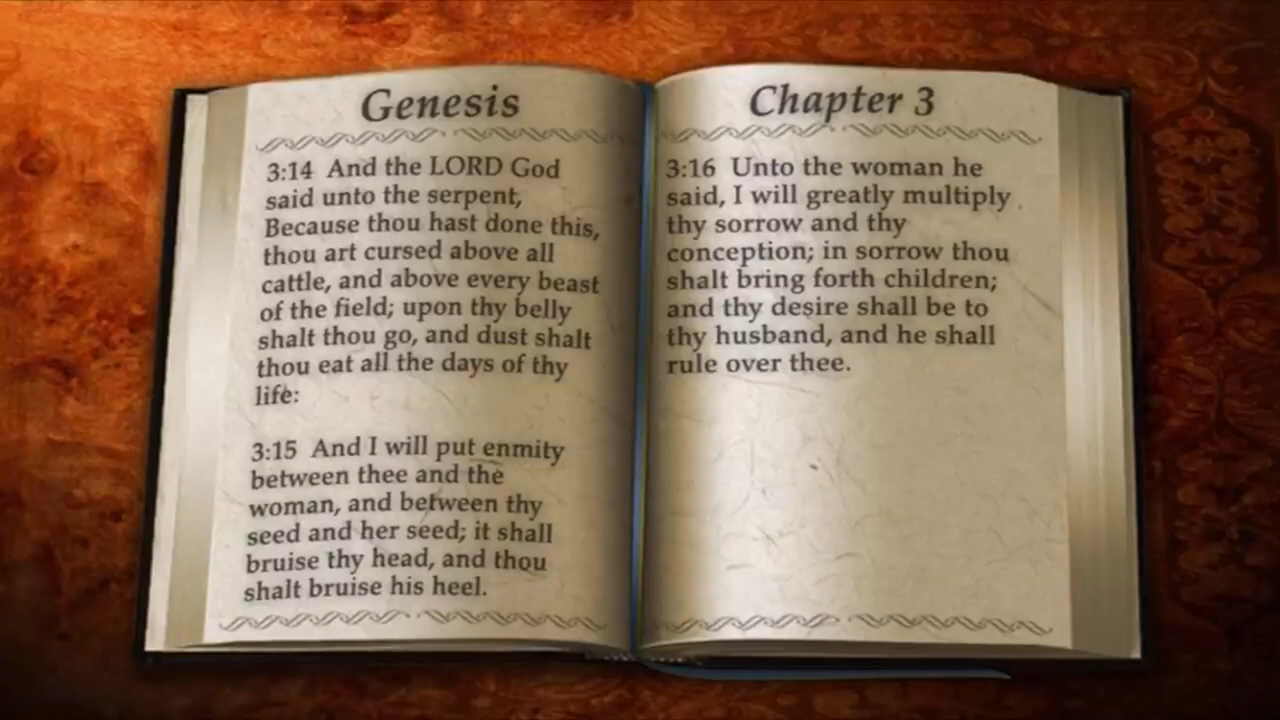 Genesis
3:14 And the LORD God
said unto the serpent,
Because thou hast done this,
thou art cursed above all
cattle, and above every beast
of the field; upon thy belly
shalt thou go, and dust shalt
thou eat all the days of thy
life:
3:15 And I will put enmity
between thee and the
woman, and between thy
seed and her seed; it shall
bruise thy head, and thou
shalt bruise his heel.
Chapter 3
3:16 Unto the woman he
said, I will greatly multiply
thy sorrow and thy
conception; in sorrow thou
shalt bring forth children;
and thy desire shall be to
thy husband, and he shall
rule over thee.